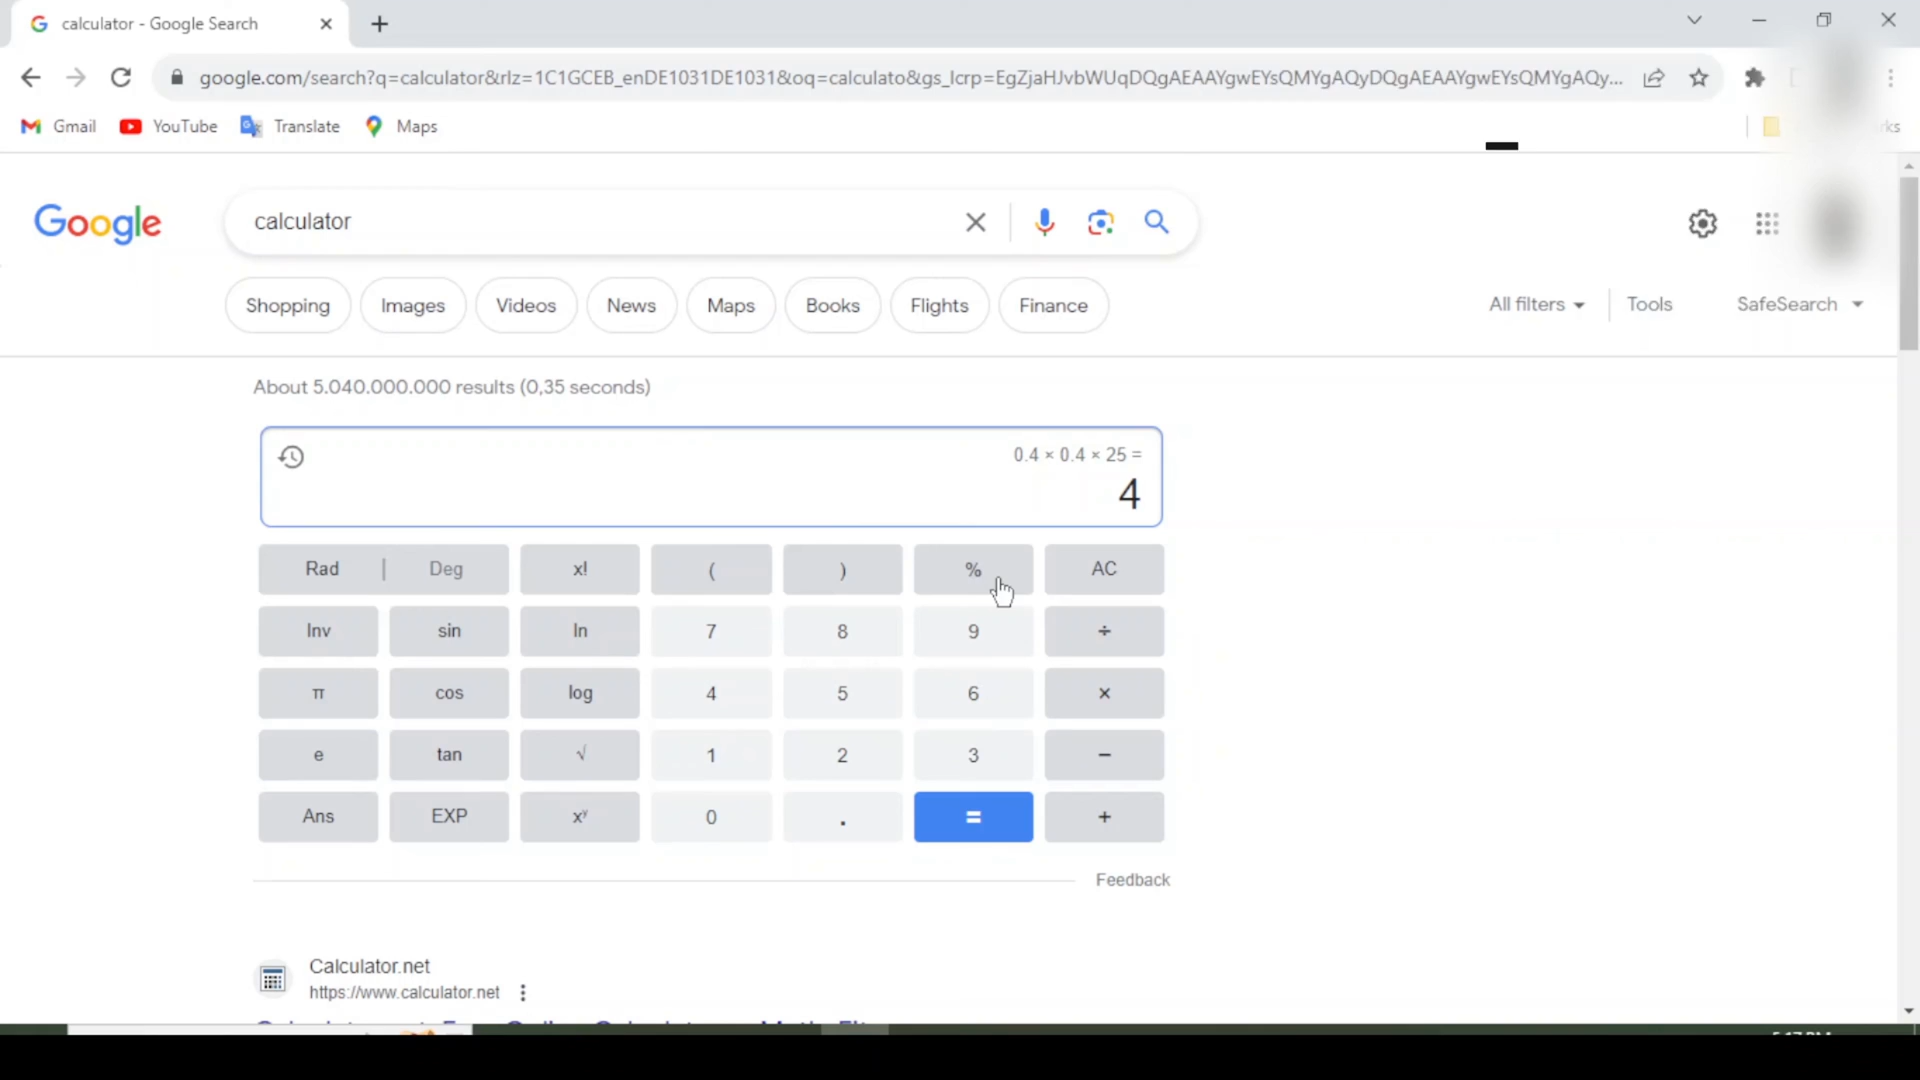 calculator - Google Search
google.com/search?q=calculator&rlz=1C1GCEB_enDE1031DE1031&oq=calculato&gs_lcrp=EgZjaHJvbWUqDQgAEAAYgwEYsQMYgAQyDQgAEAAYgwEYsQMYgAQy...
Gmail YouTube Translate Maps
Google calculator
Shopping Images Videos News Maps Books Flights Finance All filters Tools SafeSearch
About 5.040.000.000 results (0,35 seconds)
0.4 × 0.4 × 25 =
4
Rad | Deg x! ( ) % AC
Inv sin ln 7 8 9 ÷
π cos log 4 5 6 ×
e tan √ 1 2 3 −
Ans EXP xʸ 0 . = +
Feedback
Calculator.net
https://www.calculator.net